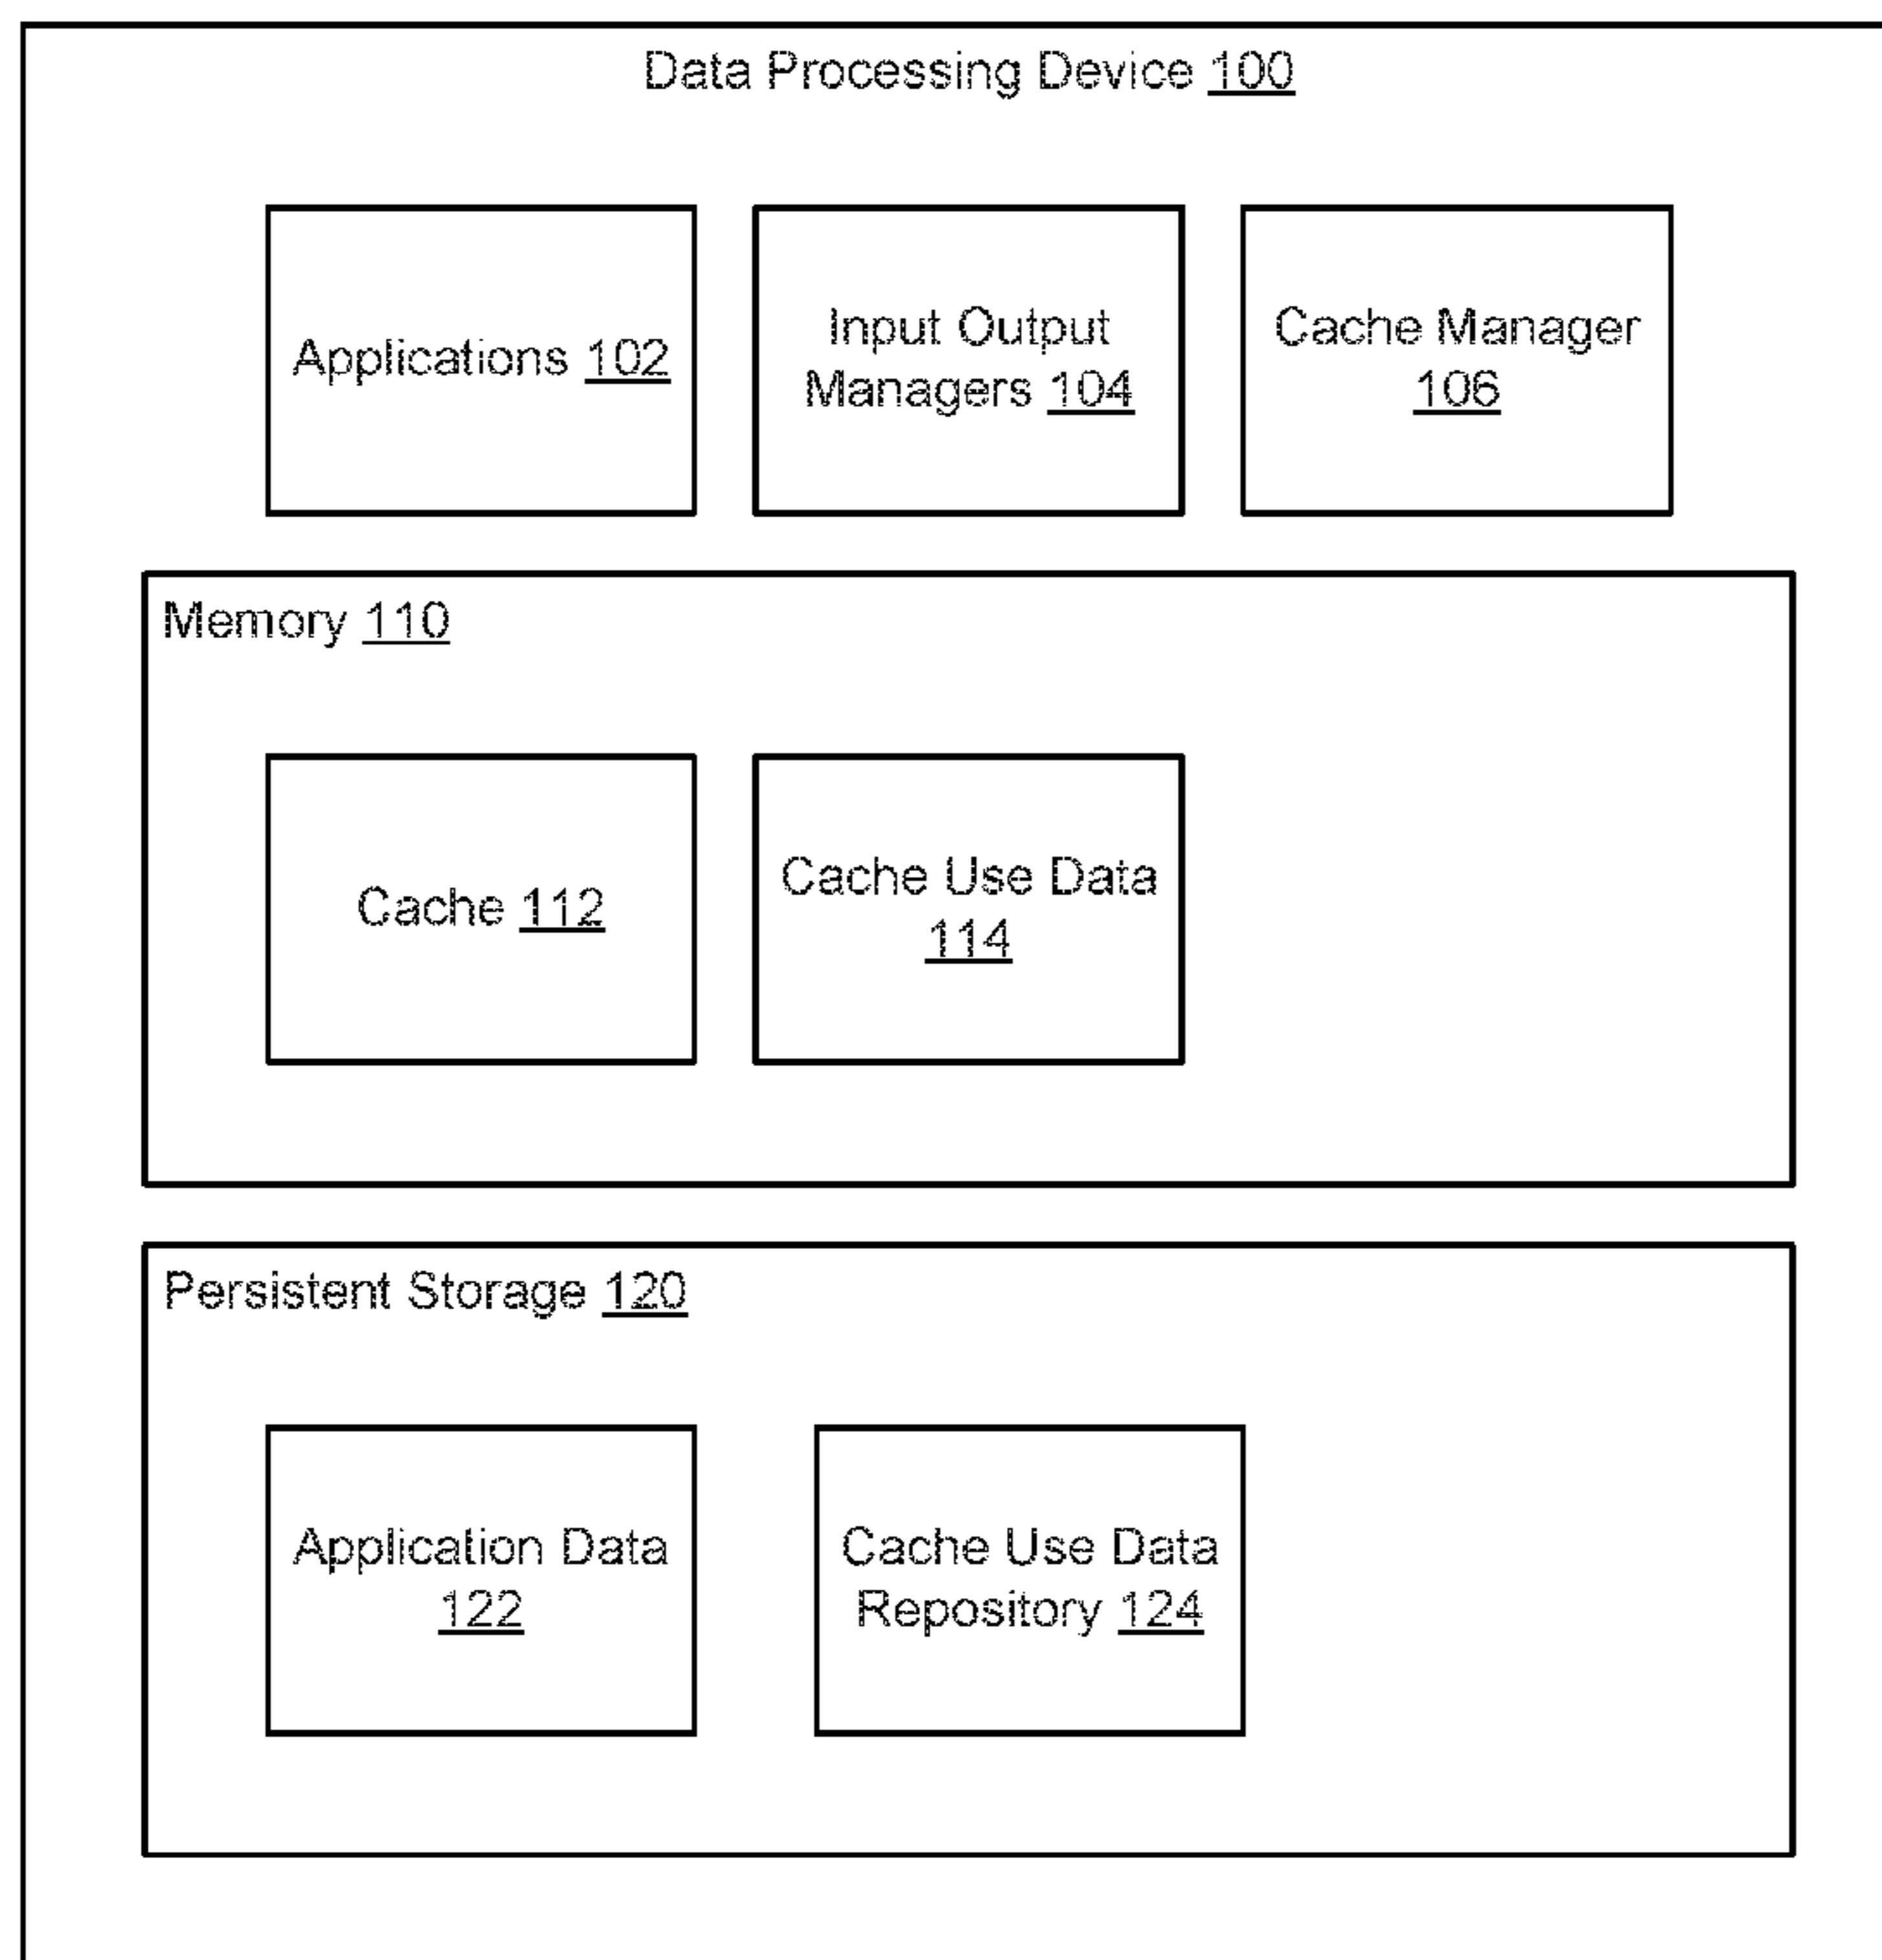 Data Processing Device 100
Applications 102
Input Output
Managers 104
Cache Manager
106
Memory 110
Cache 112
Cache Use Data
114
Persistent Storage 120
Application Data
122
Cache Use Data
Repository 124